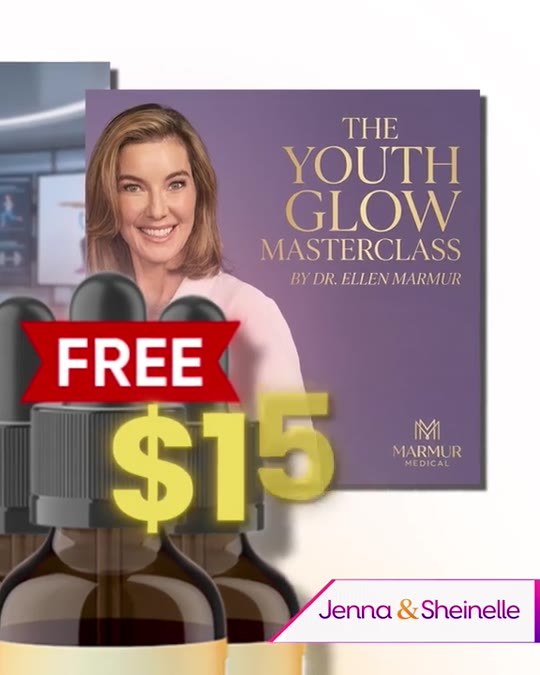 THE
YOUTH
GLOW
MASTERCLASS
BY DR. ELLEN MARMUR
FREE
$15
MARMUR
MEDICAL
Jenna & Sheinelle